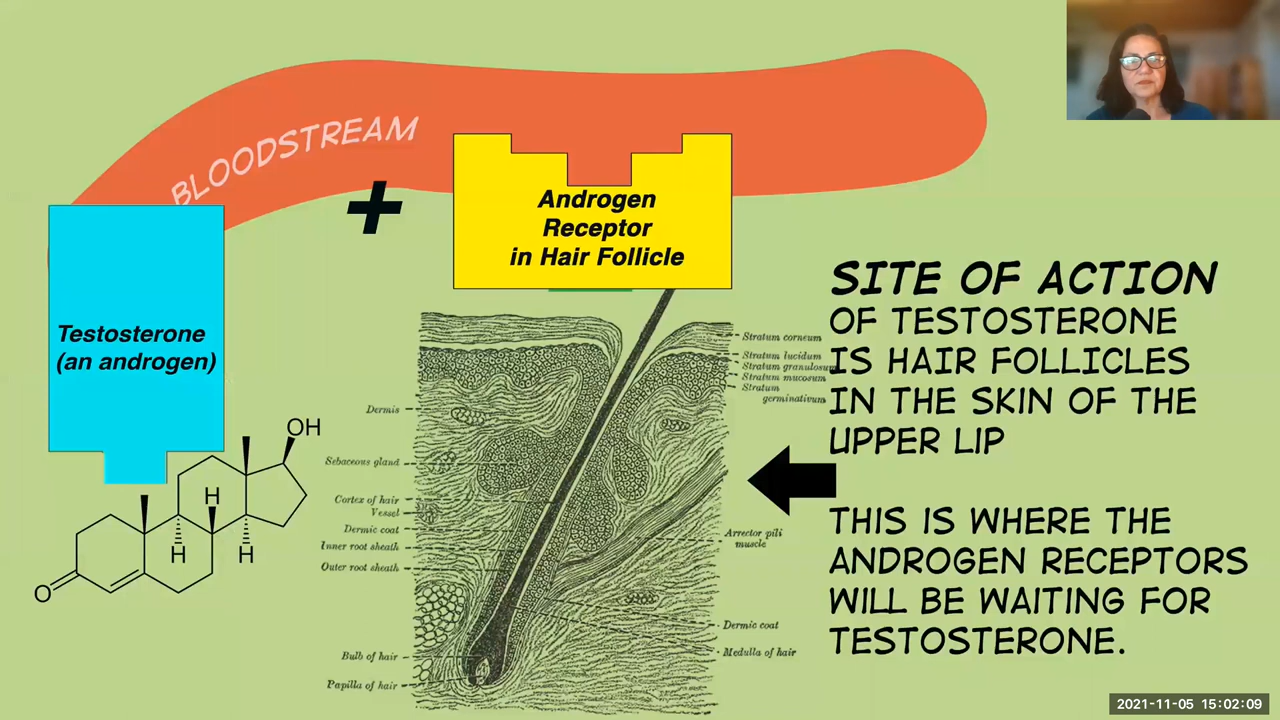 BLOODSTREAM
+
Androgen
Receptor
in Hair Follicle
Testosterone
(an androgen)
OH
H
H
H
O
Stratum corneum
Stratum lucidum
Stratum granulosum
Stratum mucosum
Stratum
germinativum
Dermis
Sebaceous gland
Cortex of hair
Vessel
Dermic coat
Inner root sheath
Outer root sheath
Bulb of hair
Papilla of hair
Arrector pili
muscle
Dermic coat
Medulla of hair
SITE OF ACTION
OF TESTOSTERONE
IS HAIR FOLLICLES
IN THE SKIN OF THE
UPPER LIP
THIS IS WHERE THE
ANDROGEN RECEPTORS
WILL BE WAITING FOR
TESTOSTERONE.
2021-11-05 15:02:09